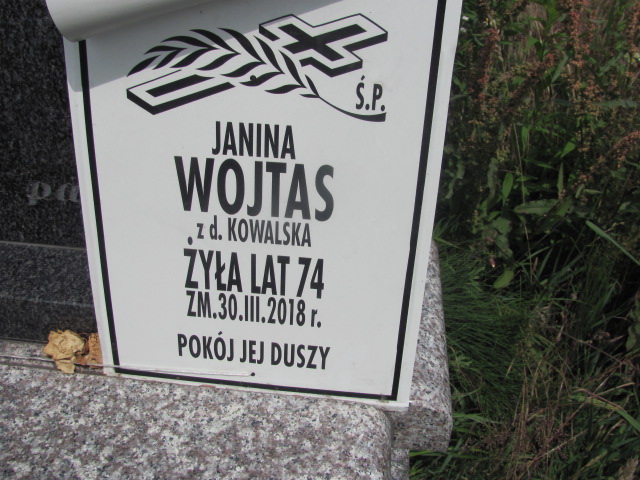 Ś.P.
JANINA
WOJTAS
z d. KOWALSKA
ŻYŁA LAT 74
ZM.30.III.2018 r.
POKÓJ JEJ DUSZY